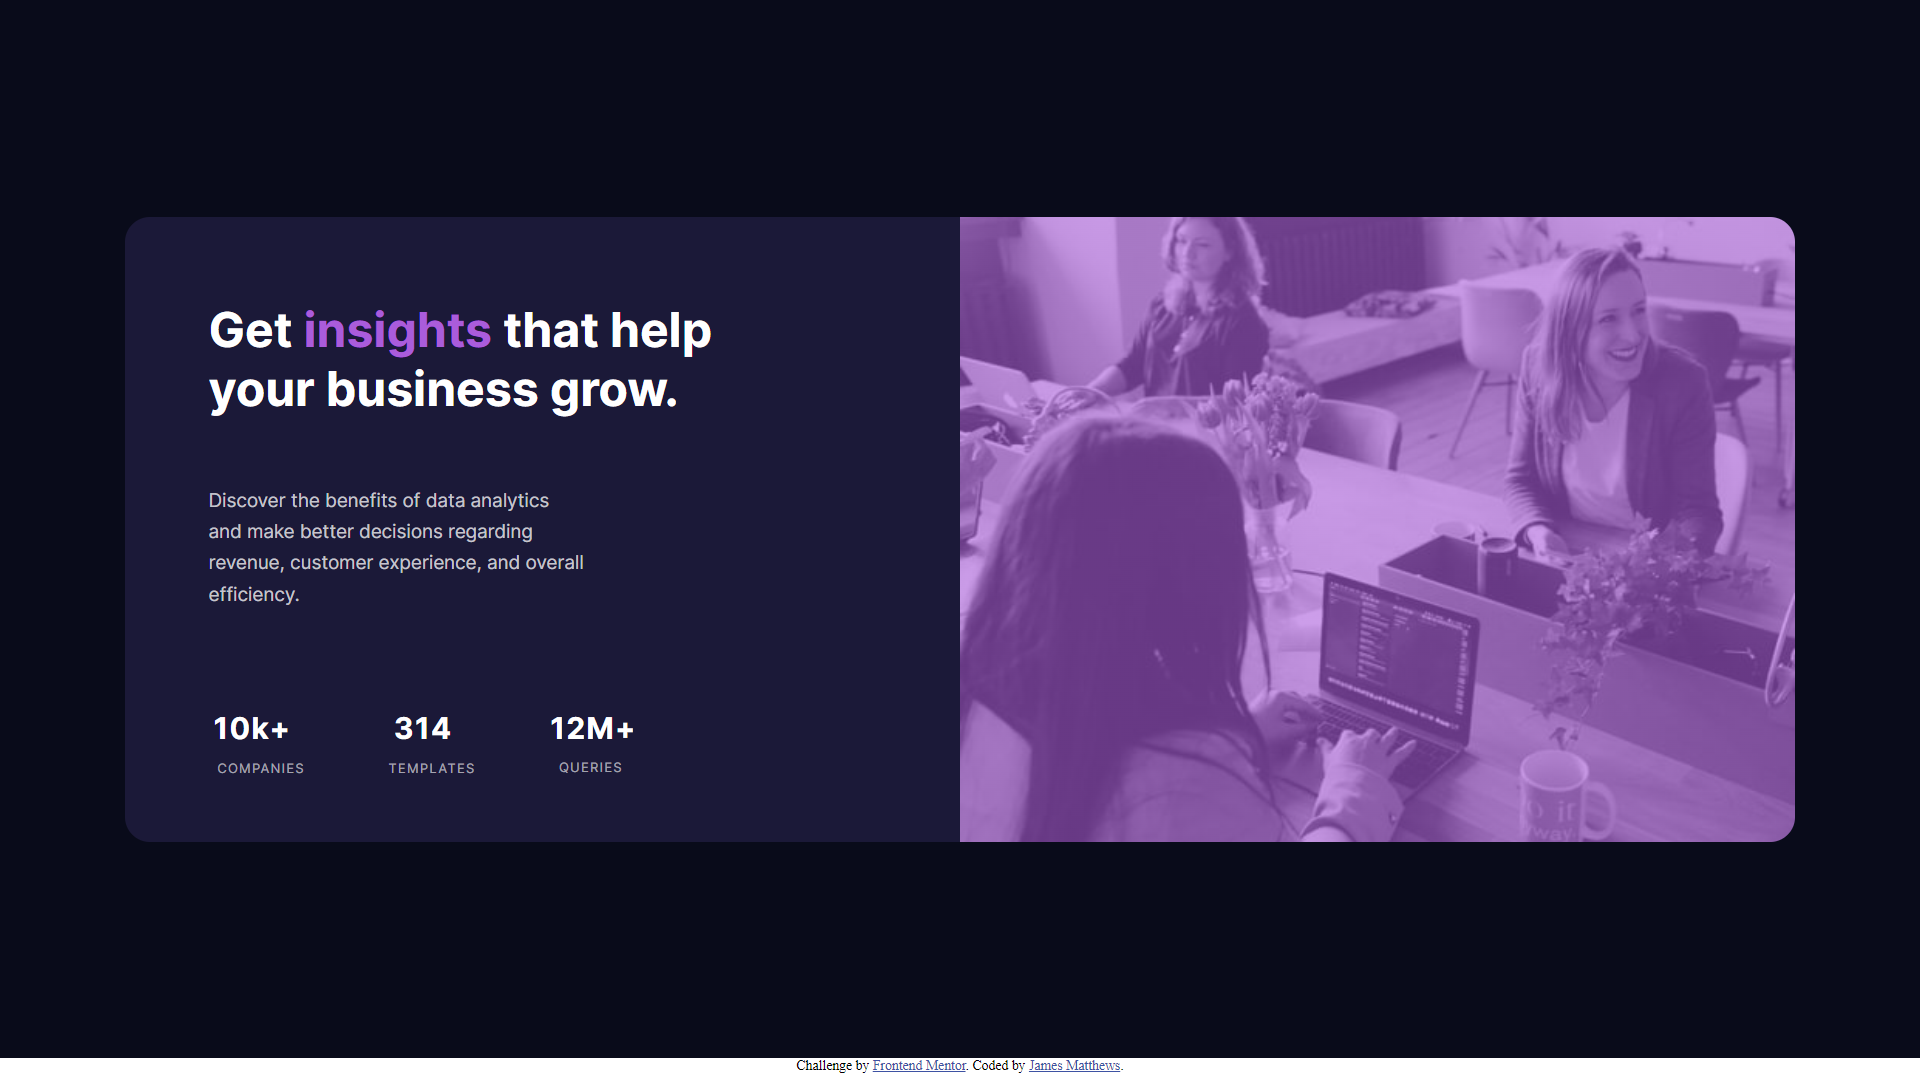 Get insights that help
your business grow.
Discover the benefits of data analytics
and make better decisions regarding
revenue, customer experience, and overall
efficiency.
10k+ 314 12M+
COMPANIES TEMPLATES QUERIES
Challenge by Frontend Mentor. Coded by James Matthews.